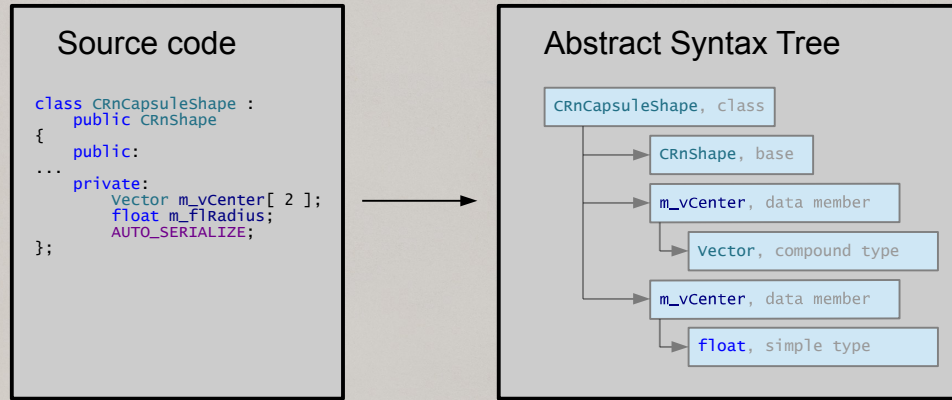 Source code
class CRnCapsuleShape :
public CRnShape
{
public:
...
private:
Vector m_vCenter[ 2 ];
float m_flRadius;
AUTO_SERIALIZE;
};
Abstract Syntax Tree
CRnCapsuleShape, class
CRnShape, base
m_vCenter, data member
Vector, compound type
m_vCenter, data member
float, simple type